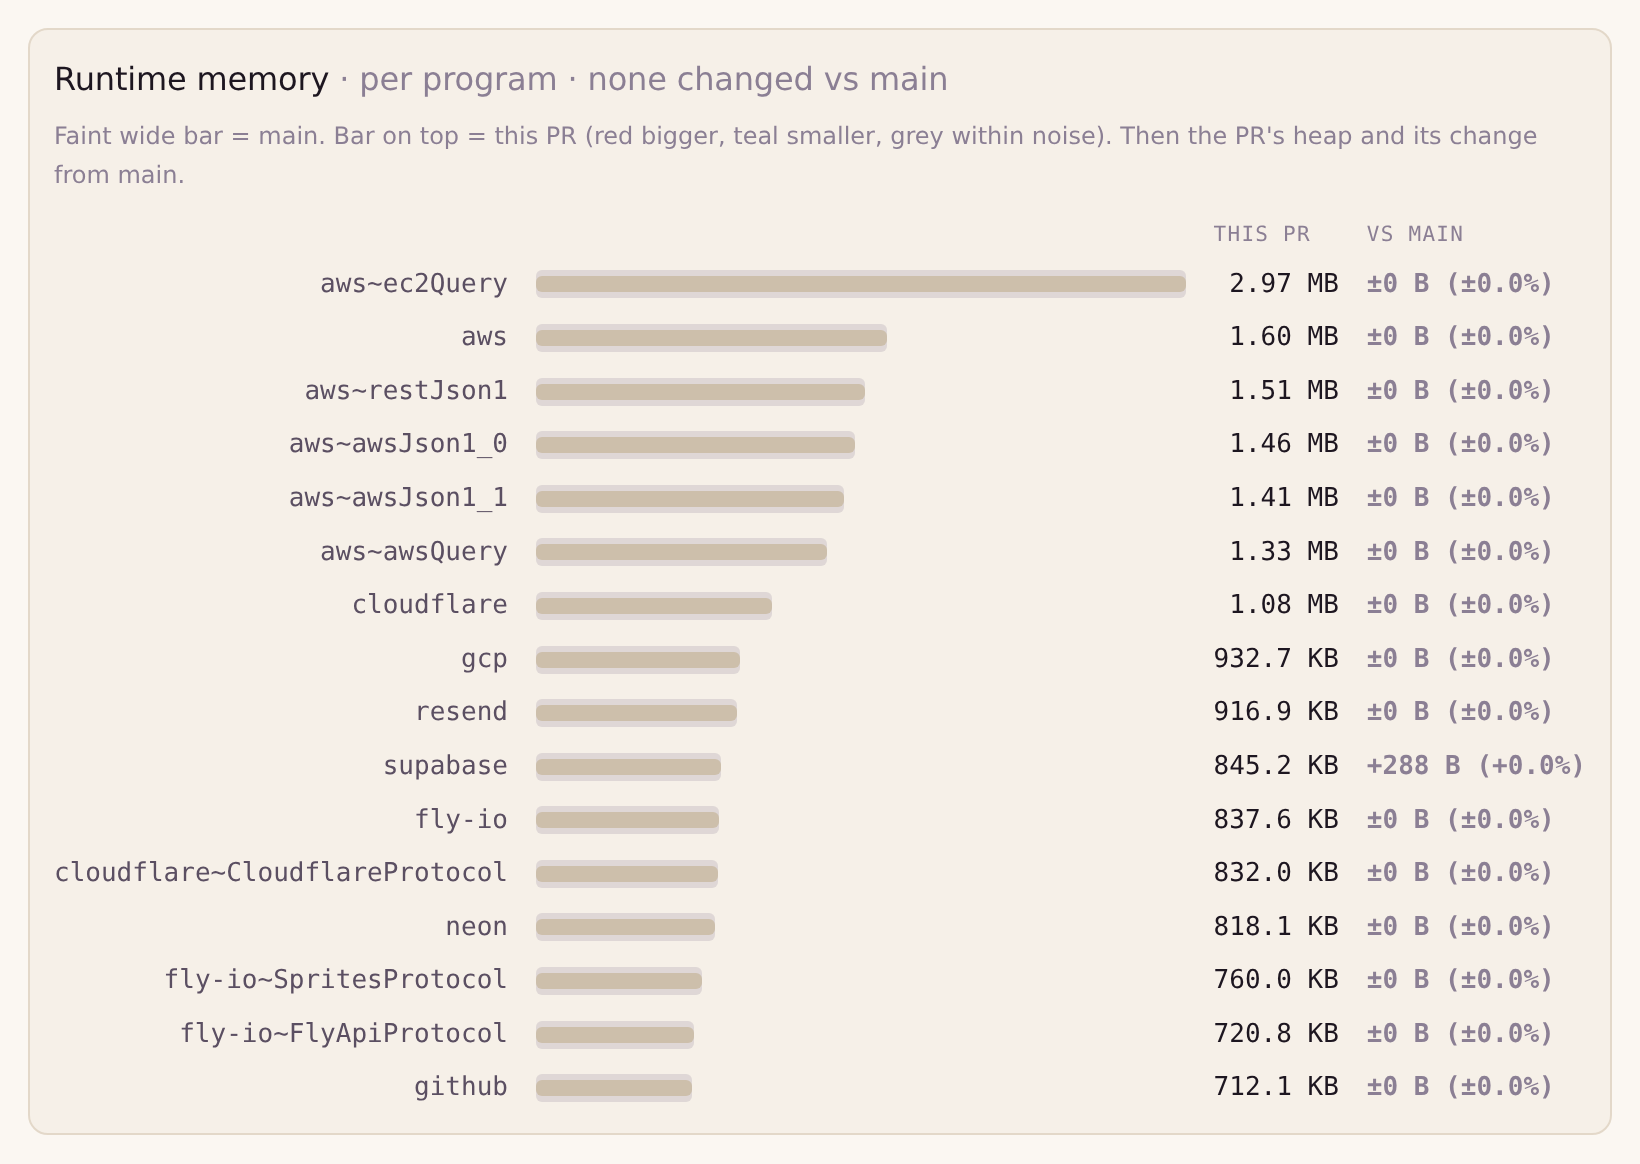 Runtime memory · per program · none changed vs main
Faint wide bar = main. Bar on top = this PR (red bigger, teal smaller, grey within noise). Then the PR's heap and its change
from main.
THIS PR VS MAIN
aws~ec2Query 2.97 MB ±0 B (±0.0%)
aws 1.60 MB ±0 B (±0.0%)
aws~restJson1 1.51 MB ±0 B (±0.0%)
aws~awsJson1_0 1.46 MB ±0 B (±0.0%)
aws~awsJson1_1 1.41 MB ±0 B (±0.0%)
aws~awsQuery 1.33 MB ±0 B (±0.0%)
cloudflare 1.08 MB ±0 B (±0.0%)
gcp 932.7 KB ±0 B (±0.0%)
resend 916.9 KB ±0 B (±0.0%)
supabase 845.2 KB +288 B (+0.0%)
fly-io 837.6 KB ±0 B (±0.0%)
cloudflare~CloudflareProtocol 832.0 KB ±0 B (±0.0%)
neon 818.1 KB ±0 B (±0.0%)
fly-io~SpritesProtocol 760.0 KB ±0 B (±0.0%)
fly-io~FlyApiProtocol 720.8 KB ±0 B (±0.0%)
github 712.1 KB ±0 B (±0.0%)